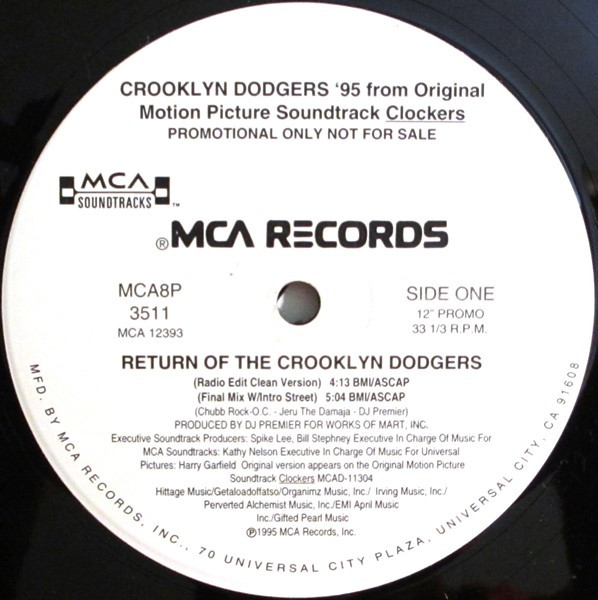 CROOKLYN DODGERS '95 from Original
Motion Picture Soundtrack Clockers
PROMOTIONAL ONLY NOT FOR SALE
MCA
SOUNDTRACKS ™
®MCA RECORDS
MCA8P
3511
MCA 12393
SIDE ONE
12" PROMO
33 1/3 R.P.M.
RETURN OF THE CROOKLYN DODGERS
(Radio Edit Clean Version) 4:13 BMI/ASCAP
(Final Mix W/Intro Street) 5:04 BMI/ASCAP
(Chubb Rock-O.C. - Jeru The Damaja - DJ Premier)
PRODUCED BY DJ PREMIER FOR WORKS OF MART, INC.
Executive Soundtrack Producers: Spike Lee, Bill Stephney Executive In Charge Of Music For
MCA Soundtracks: Kathy Nelson Executive In Charge Of Music For Universal
Pictures: Harry Garfield Original version appears on the Original Motion Picture
Soundtrack Clockers MCAD-11304
Hittage Music/Getaloadoffatso/Organimz Music, Inc./ Irving Music, Inc./
Perverted Alchemist Music, Inc./EMI April Music
Inc./Gifted Pearl Music
℗1995 MCA Records, Inc.
MFD. BY MCA RECORDS, INC., 70 UNIVERSAL CITY PLAZA, UNIVERSAL CITY, CA 91608